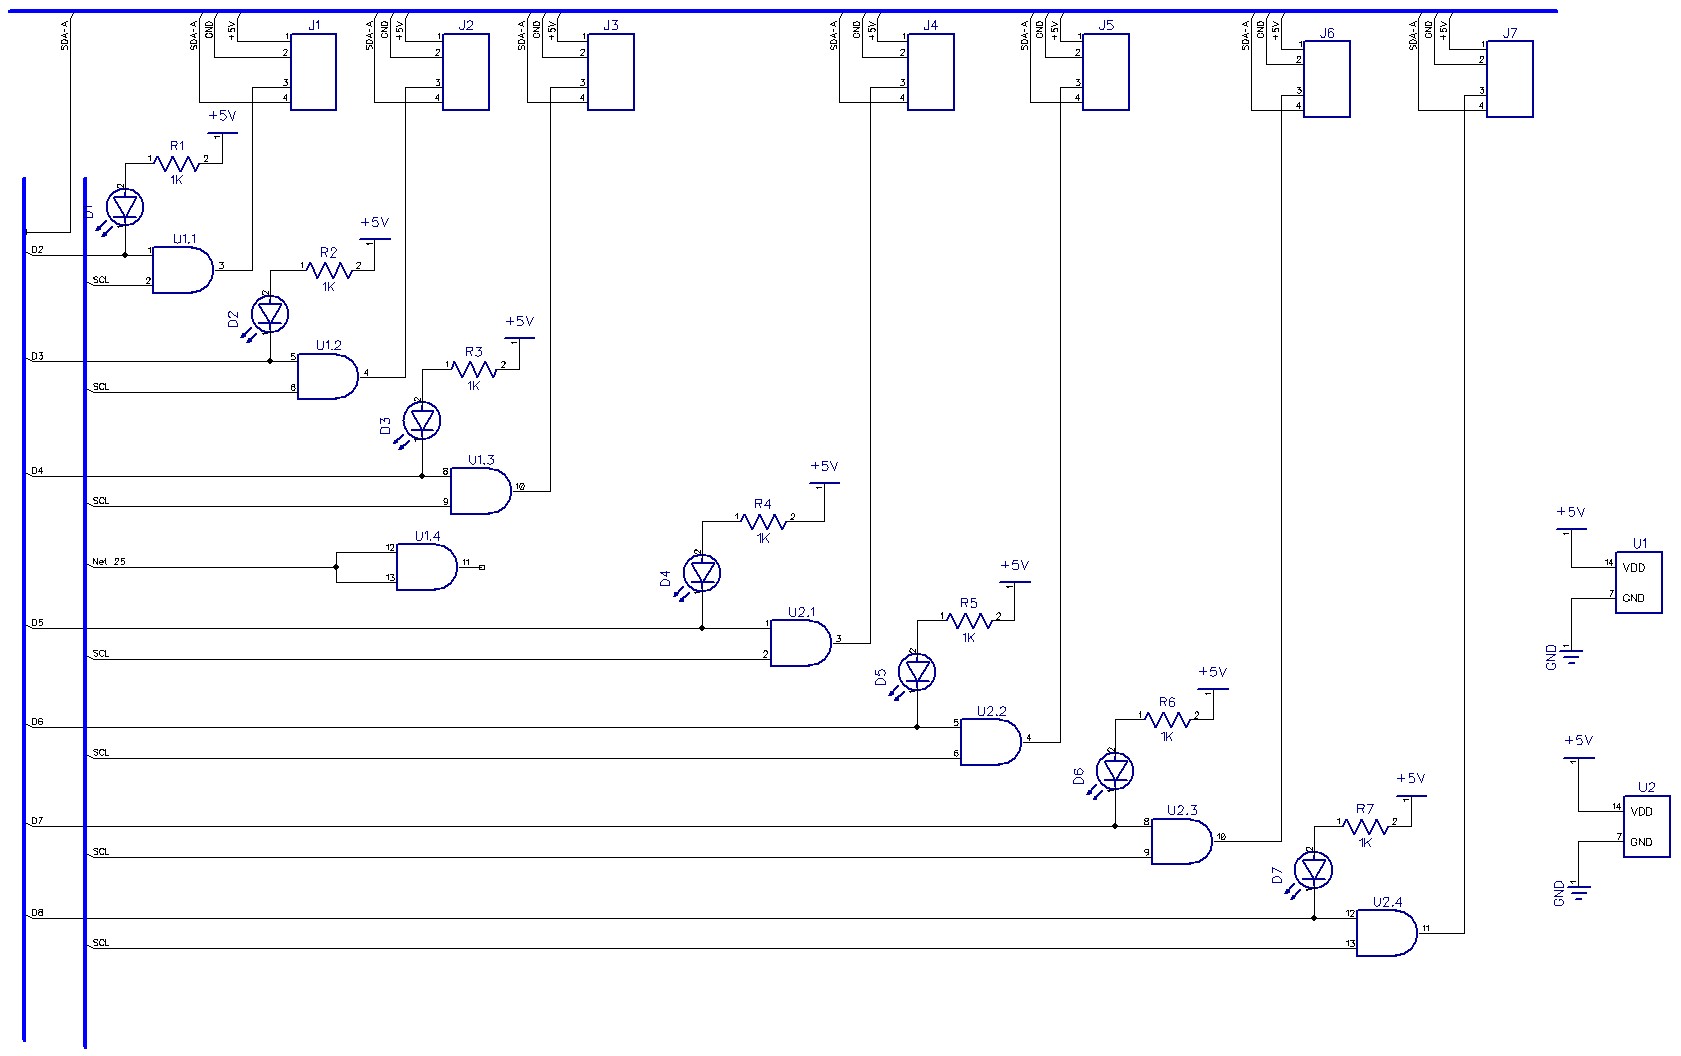 SDA-A
SDA-A GND +5V J1 1 2 3 4
SDA-A GND +5V J2 1 2 3 4
SDA-A GND +5V J3 1 2 3 4
SDA-A GND +5V J4 1 2 3 4
SDA-A GND +5V J5 1 2 3 4
SDA-A GND +5V J6 1 2 3 4
SDA-A GND +5V J7 1 2 3 4
+5V
1
R1
1 2
1K
2
D1
D2 1 U1.1 3
SCL 2
+5V
1
R2
1 2
1K
2
D2
D3 5 U1.2 4
SCL 6
+5V
1
R3
1 2
1K
2
D3
D4 8 U1.3 10
SCL 9
Net 25 12 U1.4 11
13
+5V
1
R4
1 2
1K
2
D4
D5 1 U2.1 3
SCL 2
+5V
1
R5
1 2
1K
2
D5
D6 5 U2.2 4
SCL 6
+5V
1
R6
1 2
1K
2
D6
D7 8 U2.3 10
SCL 9
+5V
1
R7
1 2
1K
2
D7
D8 12 U2.4 11
SCL 13
+5V
1
U1
14 VDD
7 GND
1
GND
+5V
1
U2
14 VDD
7 GND
1
GND